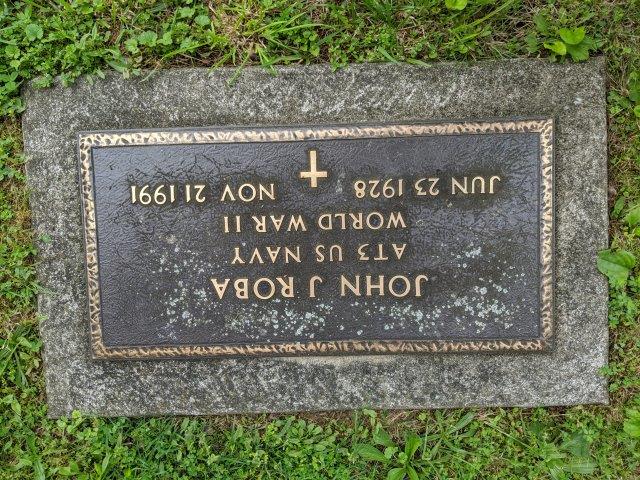 JOHN J ROBA
AT3 US NAVY
WORLD WAR II
JUN 23 1928 NOV 21 1991